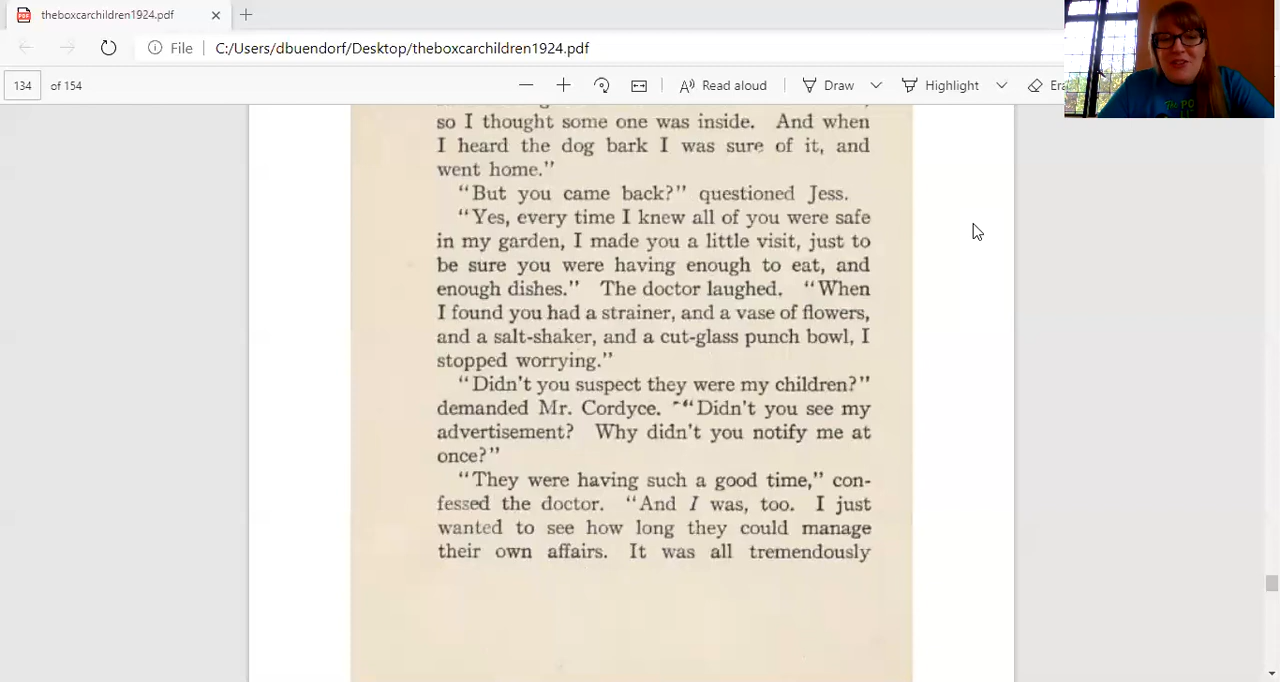 theboxcarchildren1924.pdf
File C:/Users/dbuendorf/Desktop/theboxcarchildren1924.pdf
134 of 154 Read aloud Draw Highlight
so I thought some one was inside. And when
I heard the dog bark I was sure of it, and
went home."
"But you came back?" questioned Jess.
"Yes, every time I knew all of you were safe
in my garden, I made you a little visit, just to
be sure you were having enough to eat, and
enough dishes." The doctor laughed. "When
I found you had a strainer, and a vase of flowers,
and a salt-shaker, and a cut-glass punch bowl, I
stopped worrying."
"Didn't you suspect they were my children?"
demanded Mr. Cordyce. "Didn't you see my
advertisement? Why didn't you notify me at
once?"
"They were having such a good time," con-
fessed the doctor. "And I was, too. I just
wanted to see how long they could manage
their own affairs. It was all tremendously